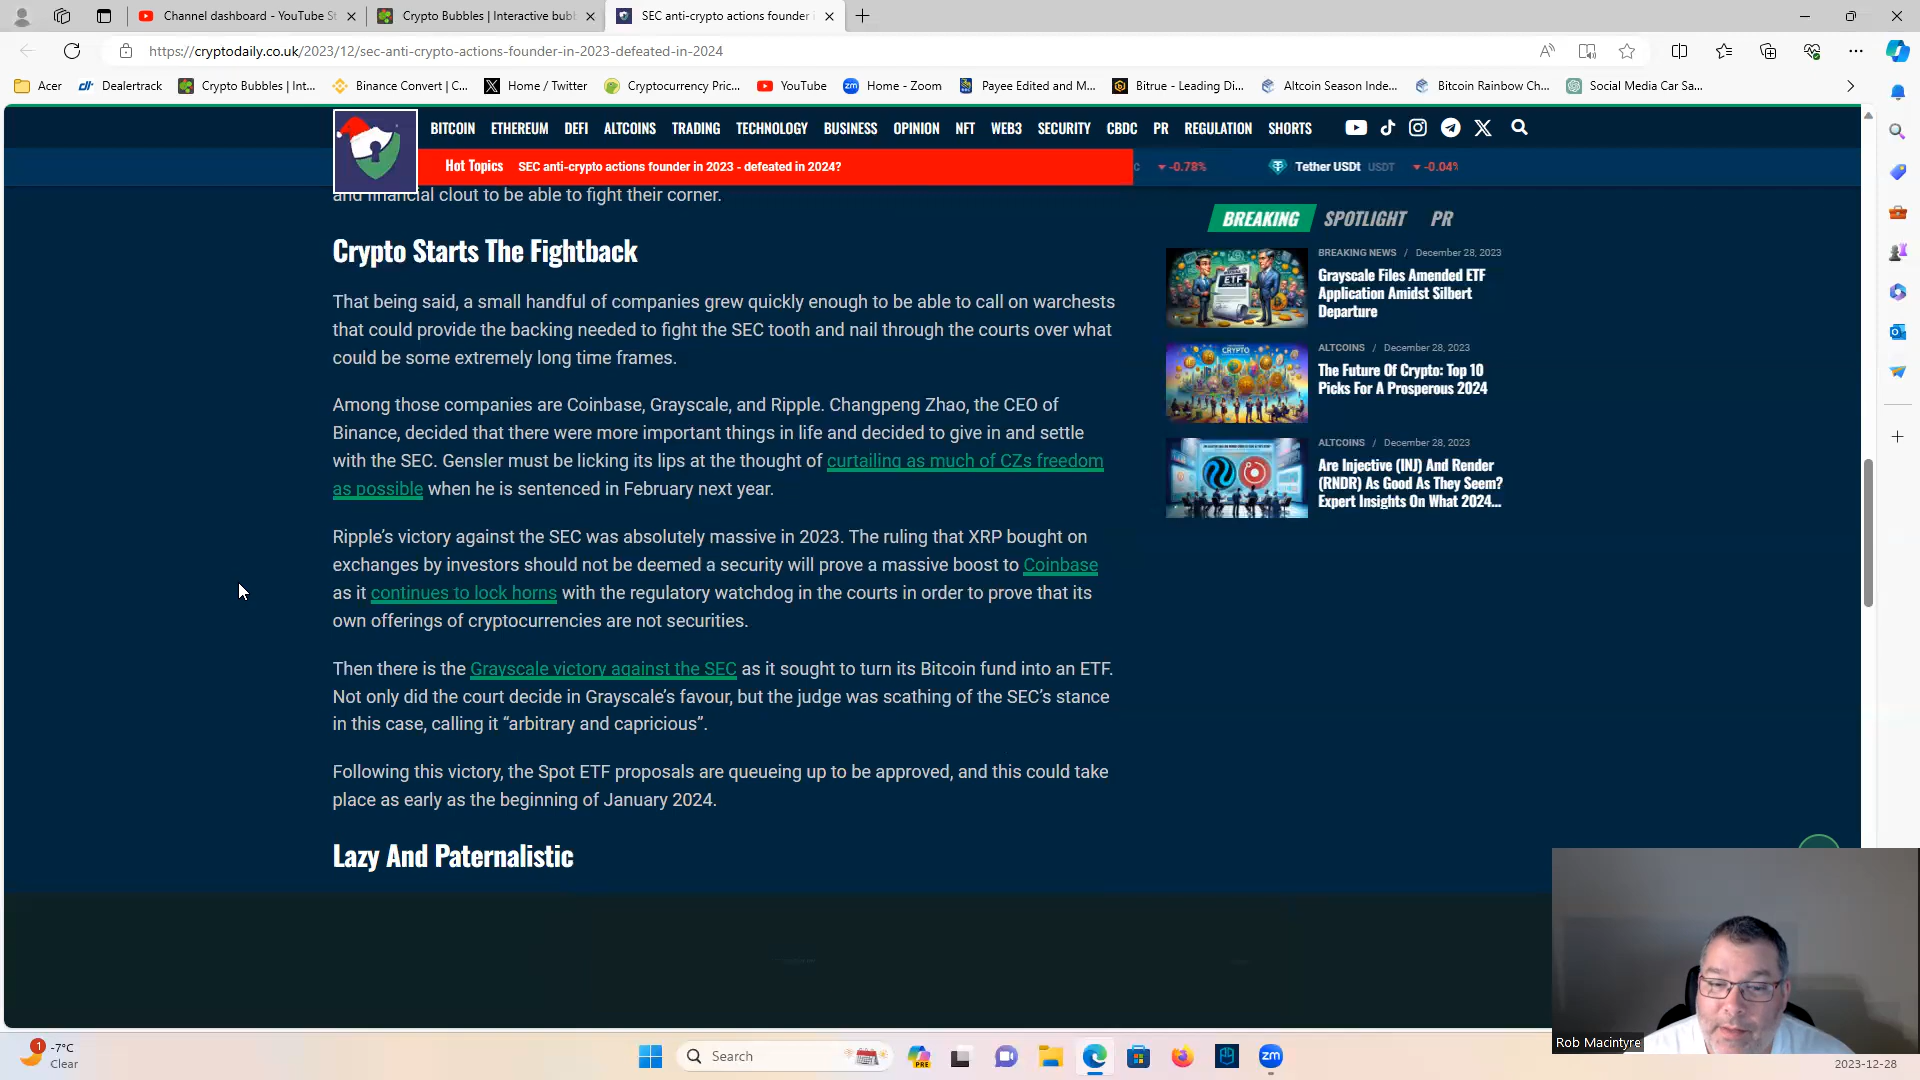 Channel dashboard - YouTube St
Crypto Bubbles | Interactive bubb
SEC anti-crypto actions founder i
https://cryptodaily.co.uk/2023/12/sec-anti-crypto-actions-founder-in-2023-defeated-in-2024
Acer
Dealertrack
Crypto Bubbles | Int...
Binance Convert | C...
Home / Twitter
Cryptocurrency Pric...
YouTube
Home - Zoom
Payee Edited and M...
Bitrue - Leading Di...
Altcoin Season Inde...
Bitcoin Rainbow Ch...
Social Media Car Sa...
BITCOIN ETHEREUM DEFI ALTCOINS TRADING TECHNOLOGY BUSINESS OPINION NFT WEB3 SECURITY CBDC PR REGULATION SHORTS
Hot Topics SEC anti-crypto actions founder in 2023 - defeated in 2024?
C -0.78% Tether USDt USDT -0.04%
and financial clout to be able to fight their corner.
Crypto Starts The Fightback
That being said, a small handful of companies grew quickly enough to be able to call on warchests
that could provide the backing needed to fight the SEC tooth and nail through the courts over what
could be some extremely long time frames.
Among those companies are Coinbase, Grayscale, and Ripple. Changpeng Zhao, the CEO of
Binance, decided that there were more important things in life and decided to give in and settle
with the SEC. Gensler must be licking its lips at the thought of curtailing as much of CZs freedom
as possible when he is sentenced in February next year.
Ripple’s victory against the SEC was absolutely massive in 2023. The ruling that XRP bought on
exchanges by investors should not be deemed a security will prove a massive boost to Coinbase
as it continues to lock horns with the regulatory watchdog in the courts in order to prove that its
own offerings of cryptocurrencies are not securities.
Then there is the Grayscale victory against the SEC as it sought to turn its Bitcoin fund into an ETF.
Not only did the court decide in Grayscale’s favour, but the judge was scathing of the SEC’s stance
in this case, calling it “arbitrary and capricious”.
Following this victory, the Spot ETF proposals are queueing up to be approved, and this could take
place as early as the beginning of January 2024.
Lazy And Paternalistic
BREAKING SPOTLIGHT PR
BREAKING NEWS / December 28, 2023
Grayscale Files Amended ETF
Application Amidst Silbert
Departure
ALTCOINS / December 28, 2023
The Future Of Crypto: Top 10
Picks For A Prosperous 2024
ALTCOINS / December 28, 2023
Are Injective (INJ) And Render
(RNDR) As Good As They Seem?
Expert Insights On What 2024...
ETF
CRYPTO
Rob Macintyre
1
-7°C
Clear
Search
PRE
zm
2023-12-28